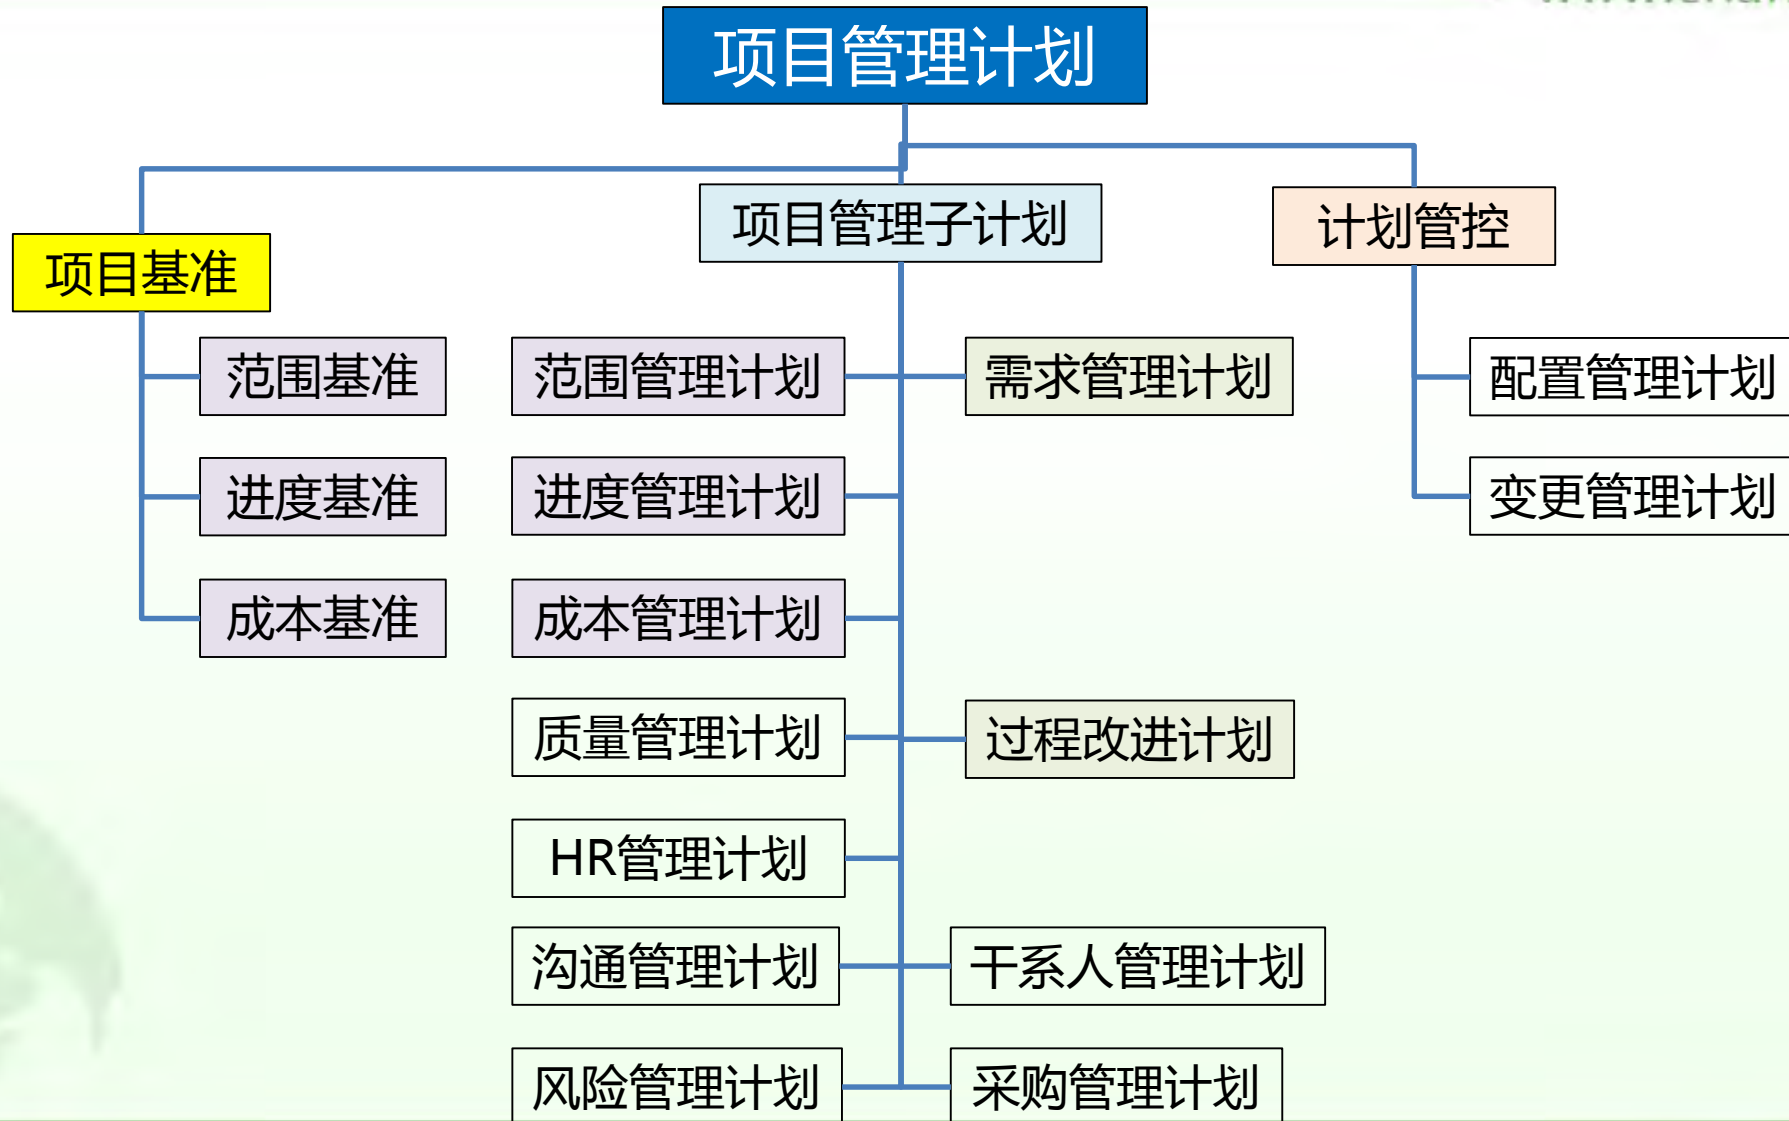 项目管理计划
项目管理子计划
计划管控
项目基准
范围基准
范围管理计划
需求管理计划
配置管理计划
进度基准
进度管理计划
变更管理计划
成本基准
成本管理计划
质量管理计划
过程改进计划
HR管理计划
沟通管理计划
干系人管理计划
风险管理计划
采购管理计划